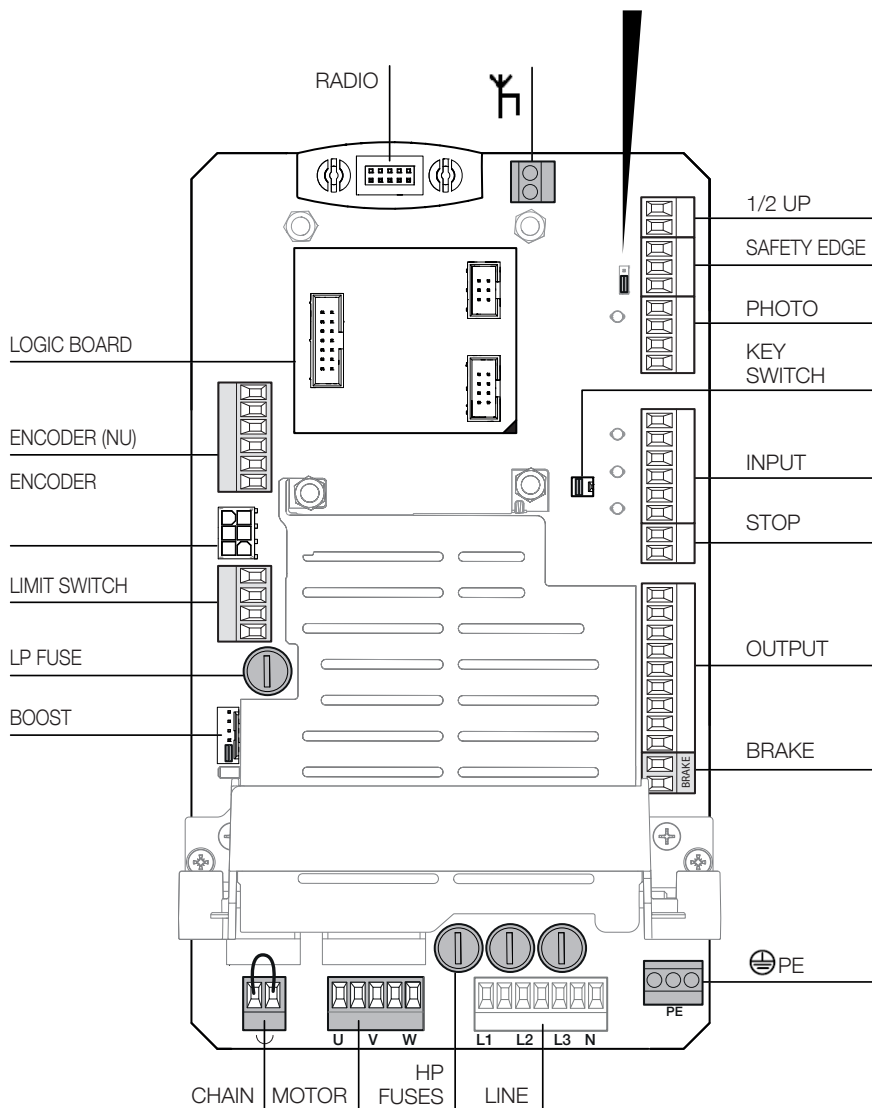 RADIO
1/2 UP
SAFETY EDGE
PHOTO
KEY
SWITCH
LOGIC BOARD
ENCODER (NU)
ENCODER
INPUT
STOP
LIMIT SWITCH
LP FUSE
OUTPUT
BOOST
BRAKE
BRAKE
PE
PE
U V W
L1 L2 L3 N
CHAIN
MOTOR
HP
FUSES
LINE